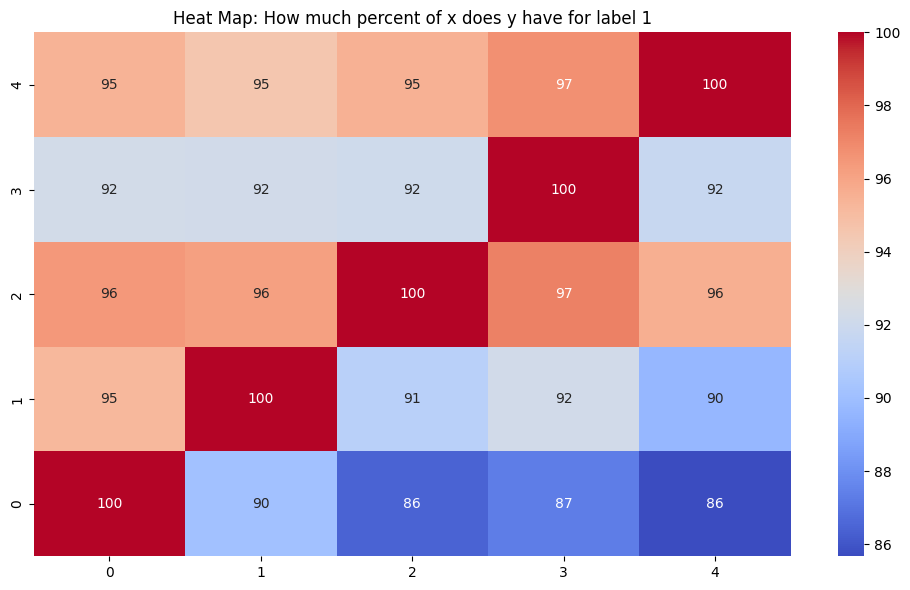 Heat Map: How much percent of x does y have for label 1
4 95 95 95 97 100
3 92 92 92 100 92
2 96 96 100 97 96
1 95 100 91 92 90
0 100 90 86 87 86
0 1 2 3 4
100
98
96
94
92
90
88
86